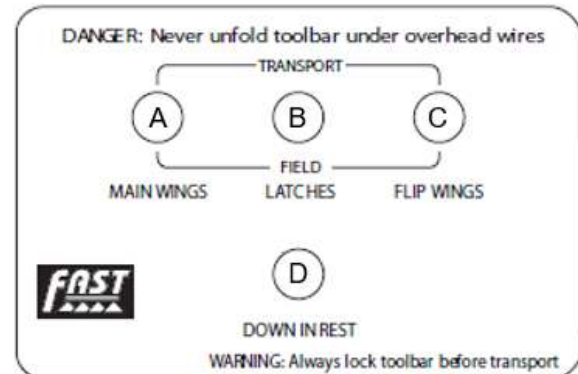 DANGER: Never unfold toolbar under overhead wires
TRANSPORT
A B C
FIELD
MAIN WINGS LATCHES FLIP WINGS
D
FAST
DOWN IN REST
WARNING: Always lock toolbar before transport